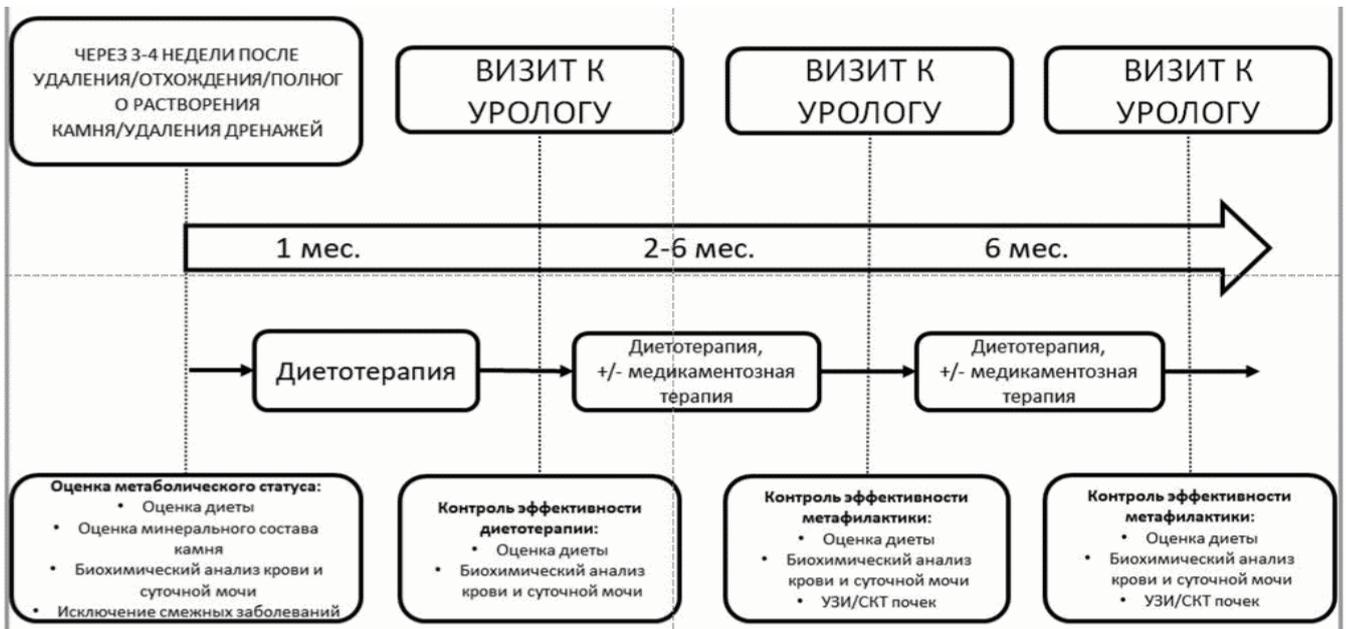 ЧЕРЕЗ 3-4 НЕДЕЛИ ПОСЛЕ
УДАЛЕНИЯ/ОТХОЖДЕНИЯ/ПОЛНОГ
О РАСТВОРЕНИЯ
КАМНЯ/УДАЛЕНИЯ ДРЕНАЖЕЙ
ВИЗИТ К
УРОЛОГУ
ВИЗИТ К
УРОЛОГУ
ВИЗИТ К
УРОЛОГУ
1 мес.
2-6 мес.
6 мес.
Диетотерапия
Диетотерапия,
+/- медикаментозная
терапия
Диетотерапия,
+/- медикаментозная
терапия
Оценка метаболического статуса:
• Оценка диеты
• Оценка минерального состава
камня
• Биохимический анализ крови и
суточной мочи
• Исключение смежных заболеваний
Контроль эффективности
диетотерапии:
• Оценка диеты
• Биохимический анализ
крови и суточной мочи
Контроль эффективности
метафилактики:
• Оценка диеты
• Биохимический анализ
крови и суточной мочи
• УЗИ/СКТ почек
Контроль эффективности
метафилактики:
• Оценка диеты
• Биохимический анализ
крови и суточной мочи
• УЗИ/СКТ почек